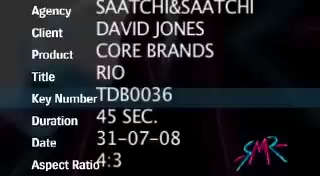 Agency SAATCHI&SAATCHI
Client DAVID JONES
Product CORE BRANDS
Title RIO
Key Number TDB0036
Duration 45 SEC.
Date 31-07-08
Aspect Ratio 4:3
SMR